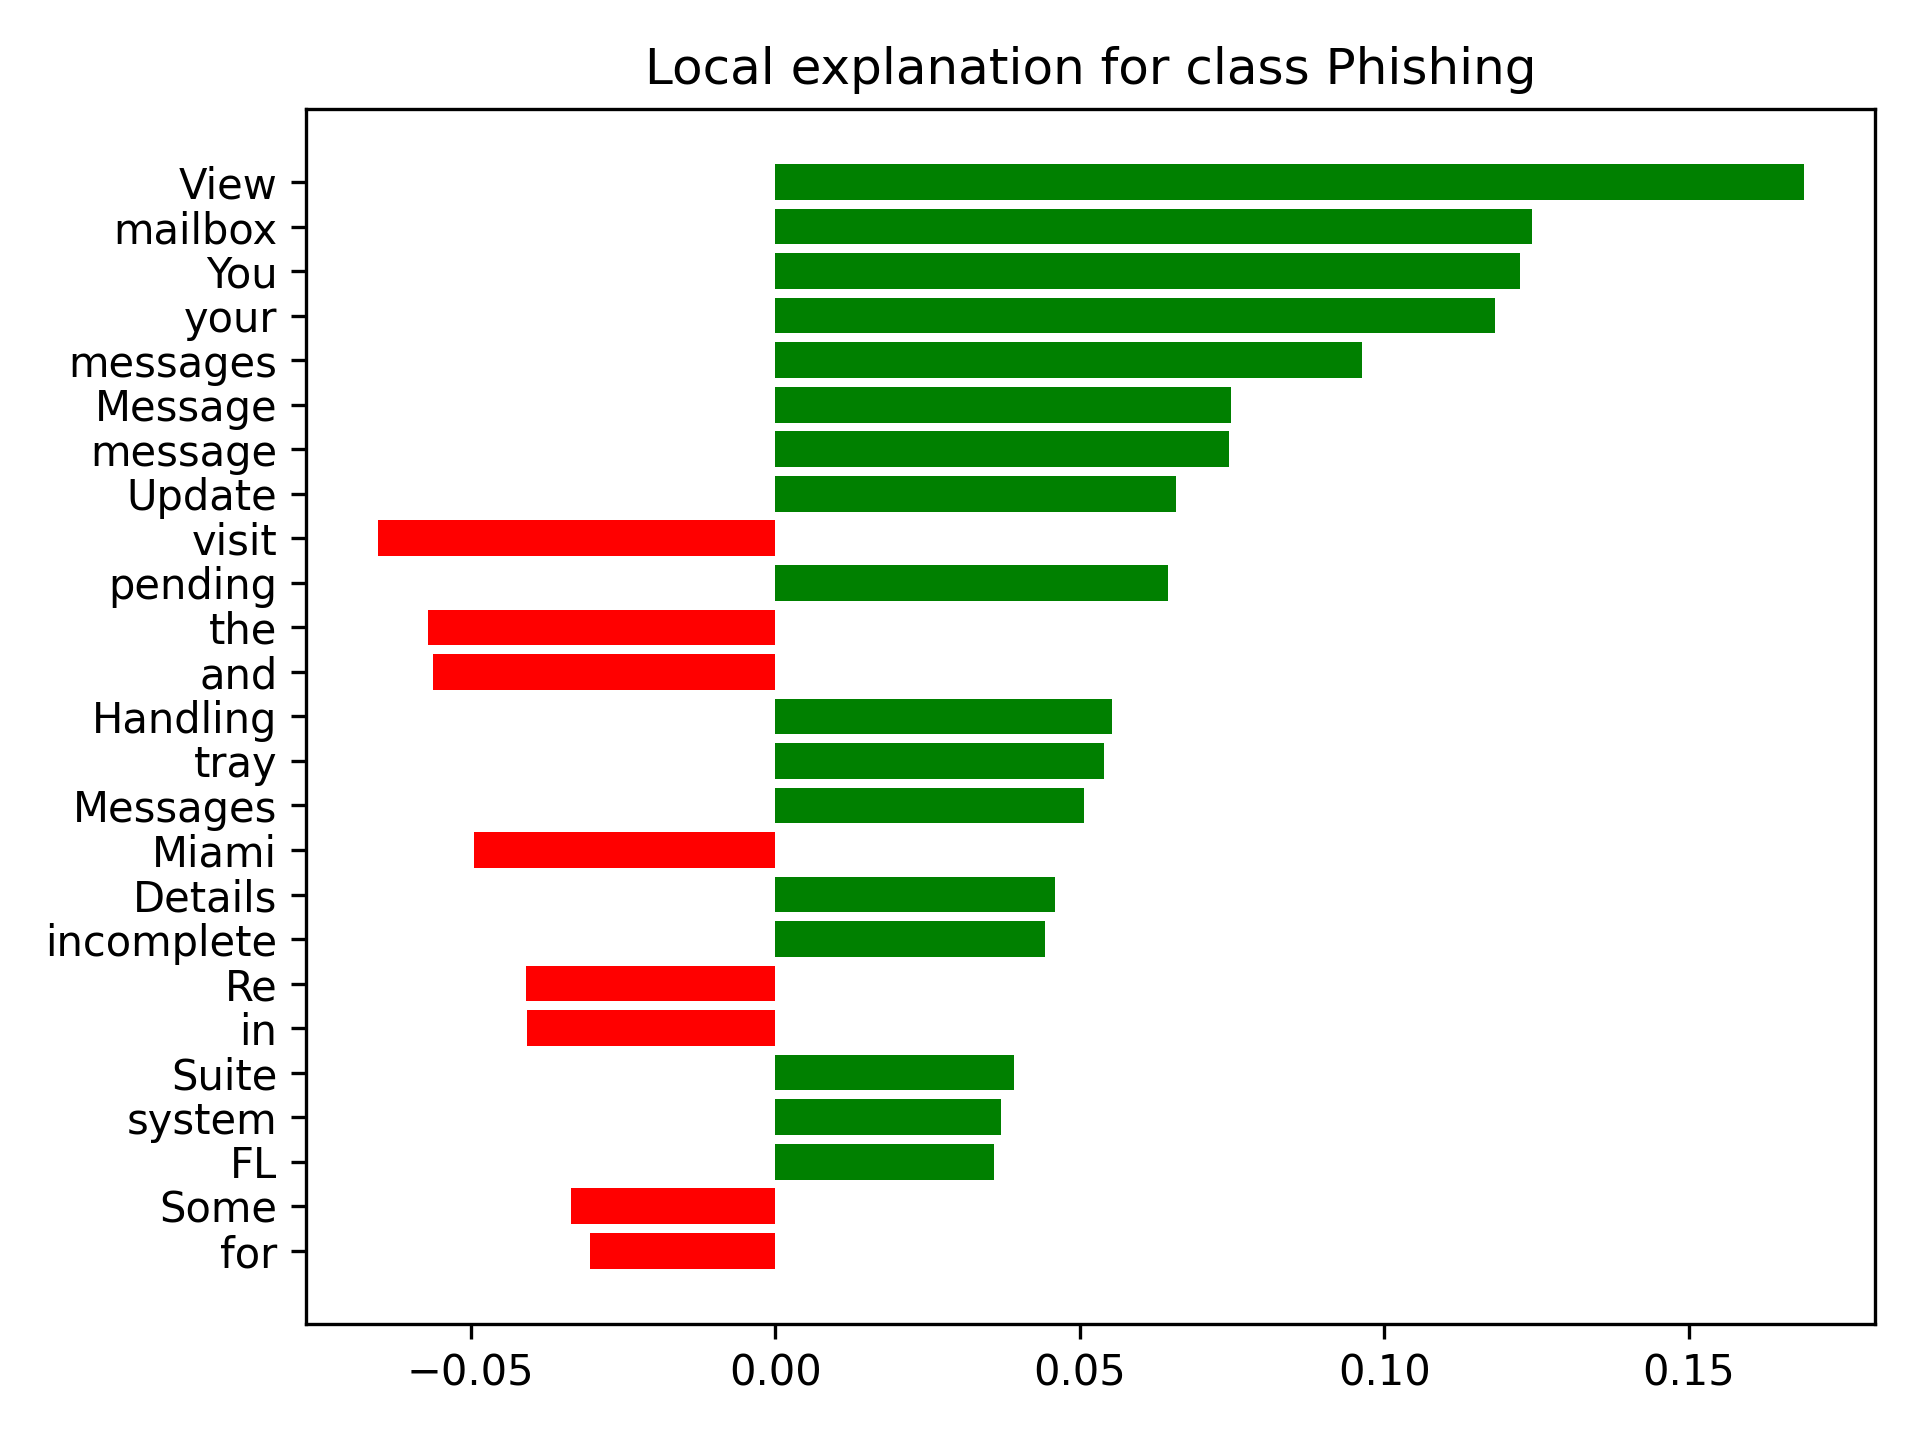 Local explanation for class Phishing
View
mailbox
You
your
messages
Message
message
Update
visit
pending
the
and
Handling
tray
Messages
Miami
Details
incomplete
Re
in
Suite
system
FL
Some
for
−0.05 0.00 0.05 0.10 0.15